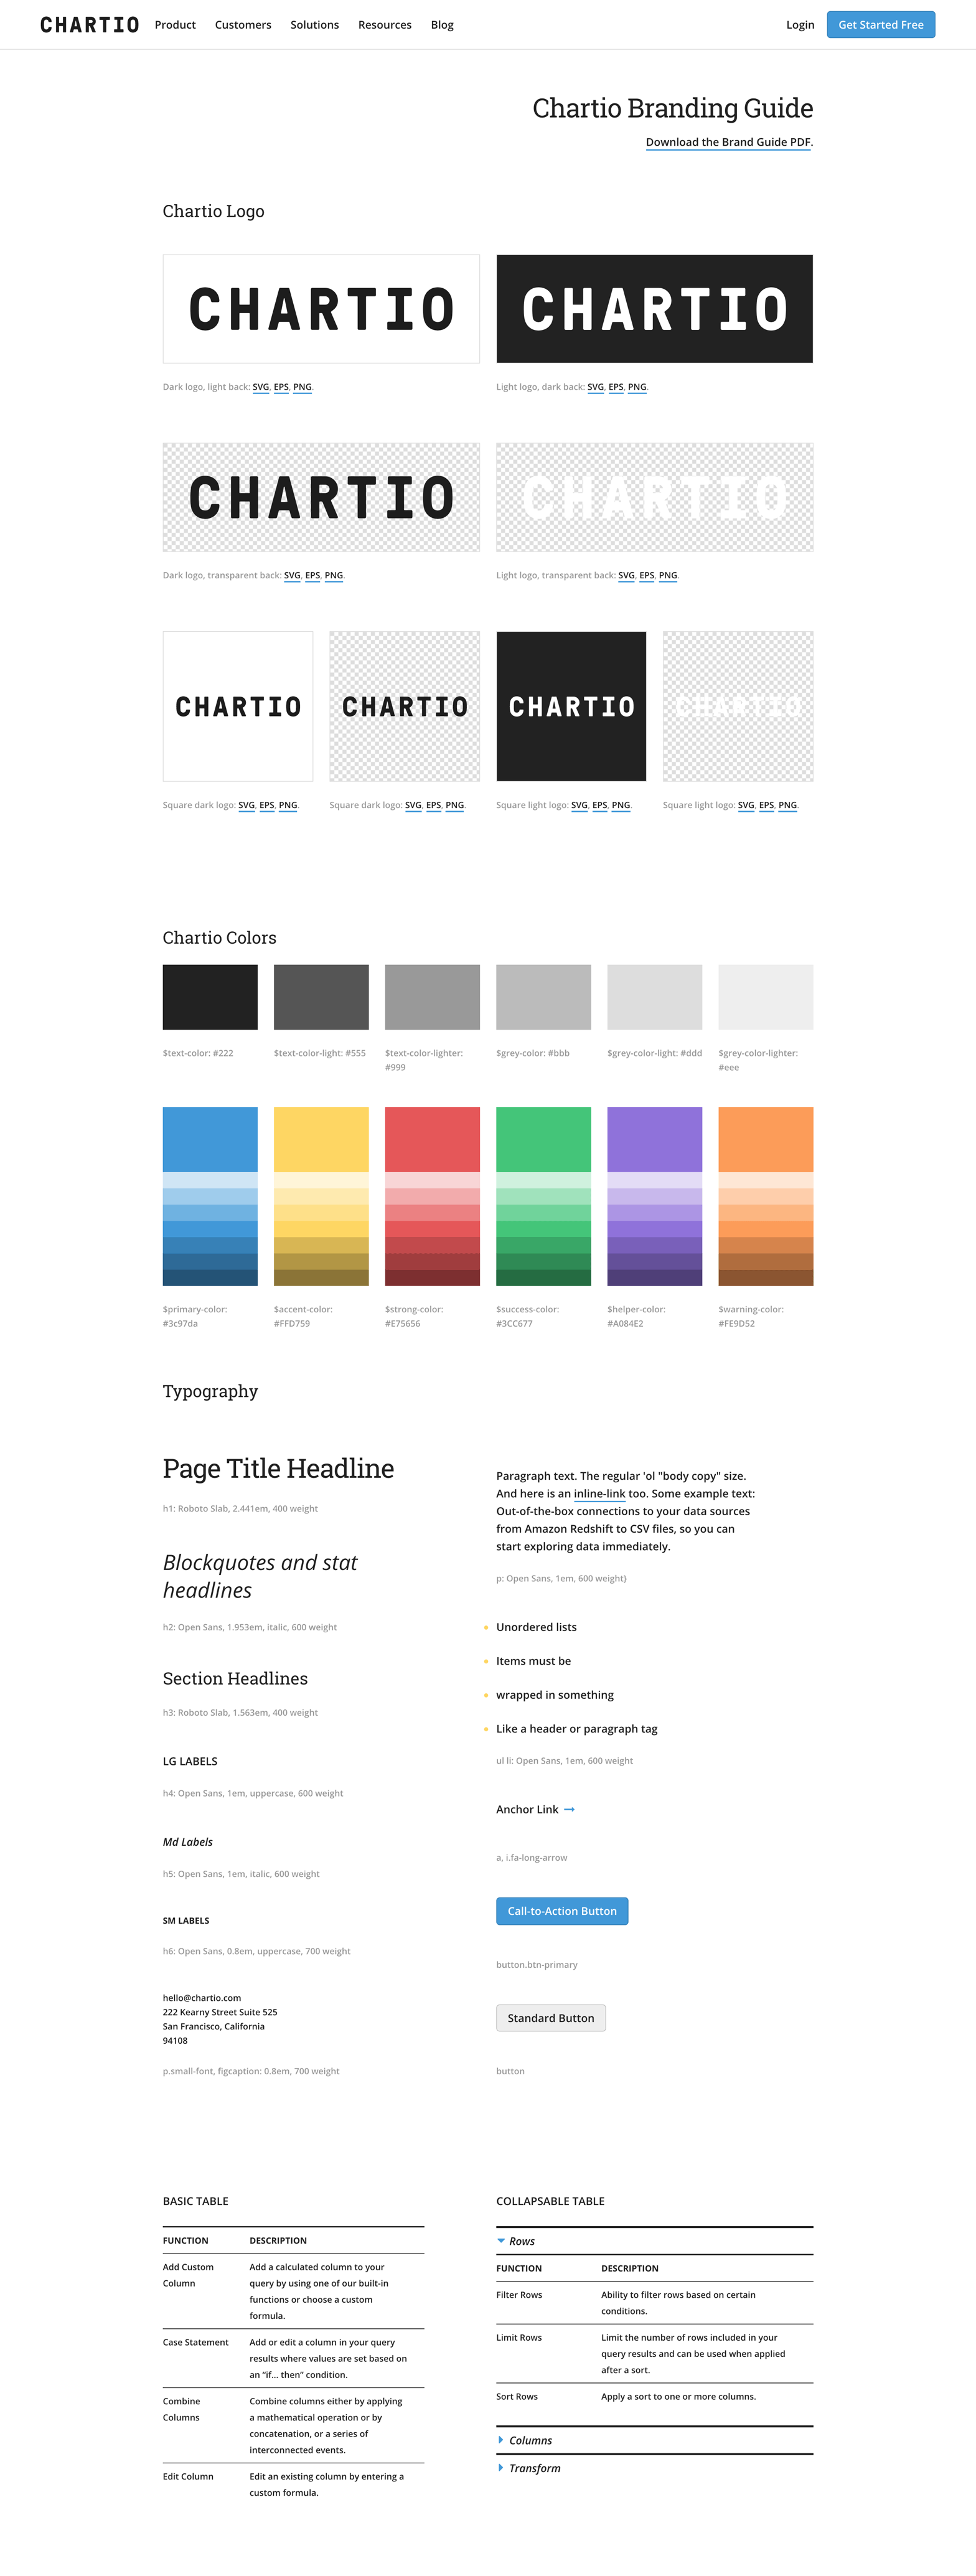 CHARTIO Product Customers Solutions Resources Blog Login Get Started Free
Chartio Branding Guide
Download the Brand Guide PDF.
Chartio Logo
CHARTIO CHARTIO
Dark logo, light back: SVG, EPS, PNG. Light logo, dark back: SVG, EPS, PNG.
CHARTIO CHARTIO
Dark logo, transparent back: SVG, EPS, PNG. Light logo, transparent back: SVG, EPS, PNG.
CHARTIO CHARTIO CHARTIO CHARTIO
Square dark logo: SVG, EPS, PNG. Square dark logo: SVG, EPS, PNG. Square light logo: SVG, EPS, PNG. Square light logo: SVG, EPS, PNG.
Chartio Colors
$text-color: #222
$text-color-light: #555
$text-color-lighter:
#999
$grey-color: #bbb
$grey-color-light: #ddd
$grey-color-lighter:
#eee
$primary-color:
#3c97da
$accent-color:
#FFD759
$strong-color:
#E75656
$success-color:
#3CC677
$helper-color:
#A084E2
$warning-color:
#FE9D52
Typography
Page Title Headline
h1: Roboto Slab, 2.441em, 400 weight
Blockquotes and stat
headlines
h2: Open Sans, 1.953em, italic, 600 weight
Section Headlines
h3: Roboto Slab, 1.563em, 400 weight
LG LABELS
h4: Open Sans, 1em, uppercase, 600 weight
Md Labels
h5: Open Sans, 1em, italic, 600 weight
SM LABELS
h6: Open Sans, 0.8em, uppercase, 700 weight
hello@chartio.com
222 Kearny Street Suite 525
San Francisco, California
94108
p.small-font, figcaption: 0.8em, 700 weight
Paragraph text. The regular 'ol "body copy" size.
And here is an inline-link too. Some example text:
Out-of-the-box connections to your data sources
from Amazon Redshift to CSV files, so you can
start exploring data immediately.
p: Open Sans, 1em, 600 weight}
Unordered lists
Items must be
wrapped in something
Like a header or paragraph tag
ul li: Open Sans, 1em, 600 weight
Anchor Link
a, i.fa-long-arrow
Call-to-Action Button
button.btn-primary
Standard Button
button
BASIC TABLE
FUNCTION DESCRIPTION
Add Custom
Column
Add a calculated column to your
query by using one of our built-in
functions or choose a custom
formula.
Case Statement
Add or edit a column in your query
results where values are set based on
an “if... then” condition.
Combine
Columns
Combine columns either by applying
a mathematical operation or by
concatenation, or a series of
interconnected events.
Edit Column
Edit an existing column by entering a
custom formula.
COLLAPSABLE TABLE
Rows
FUNCTION DESCRIPTION
Filter Rows
Ability to filter rows based on certain
conditions.
Limit Rows
Limit the number of rows included in your
query results and can be used when applied
after a sort.
Sort Rows
Apply a sort to one or more columns.
Columns
Transform